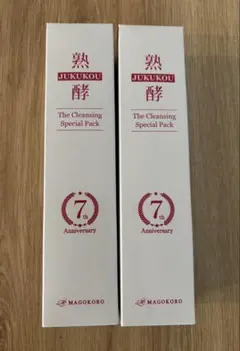 熟
JUKUKOU
酵
The Cleansing
Special Pack
7th
Anniversary
MAGOKORO
熟
JUKUKOU
酵
The Cleansing
Special Pack
7th
Anniversary
MAGOKORO